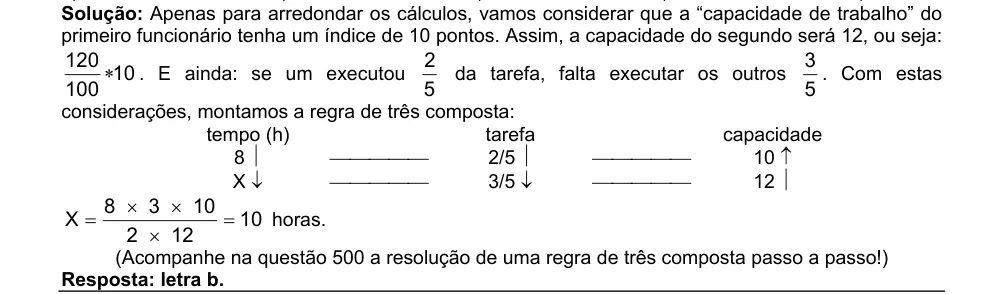 Solução: Apenas para arredondar os cálculos, vamos considerar que a “capacidade de trabalho” do
primeiro funcionário tenha um índice de 10 pontos. Assim, a capacidade do segundo será 12, ou seja:
120/100 *10 . E ainda: se um executou 2/5 da tarefa, falta executar os outros 3/5 . Com estas
considerações, montamos a regra de três composta:
tempo (h) tarefa capacidade
8 | ———— 2/5 | ———— 10 ↑
X ↓ ———— 3/5 ↓ ———— 12 |
X = (8 × 3 × 10)/(2 × 12) = 10 horas.
(Acompanhe na questão 500 a resolução de uma regra de três composta passo a passo!)
Resposta: letra b.